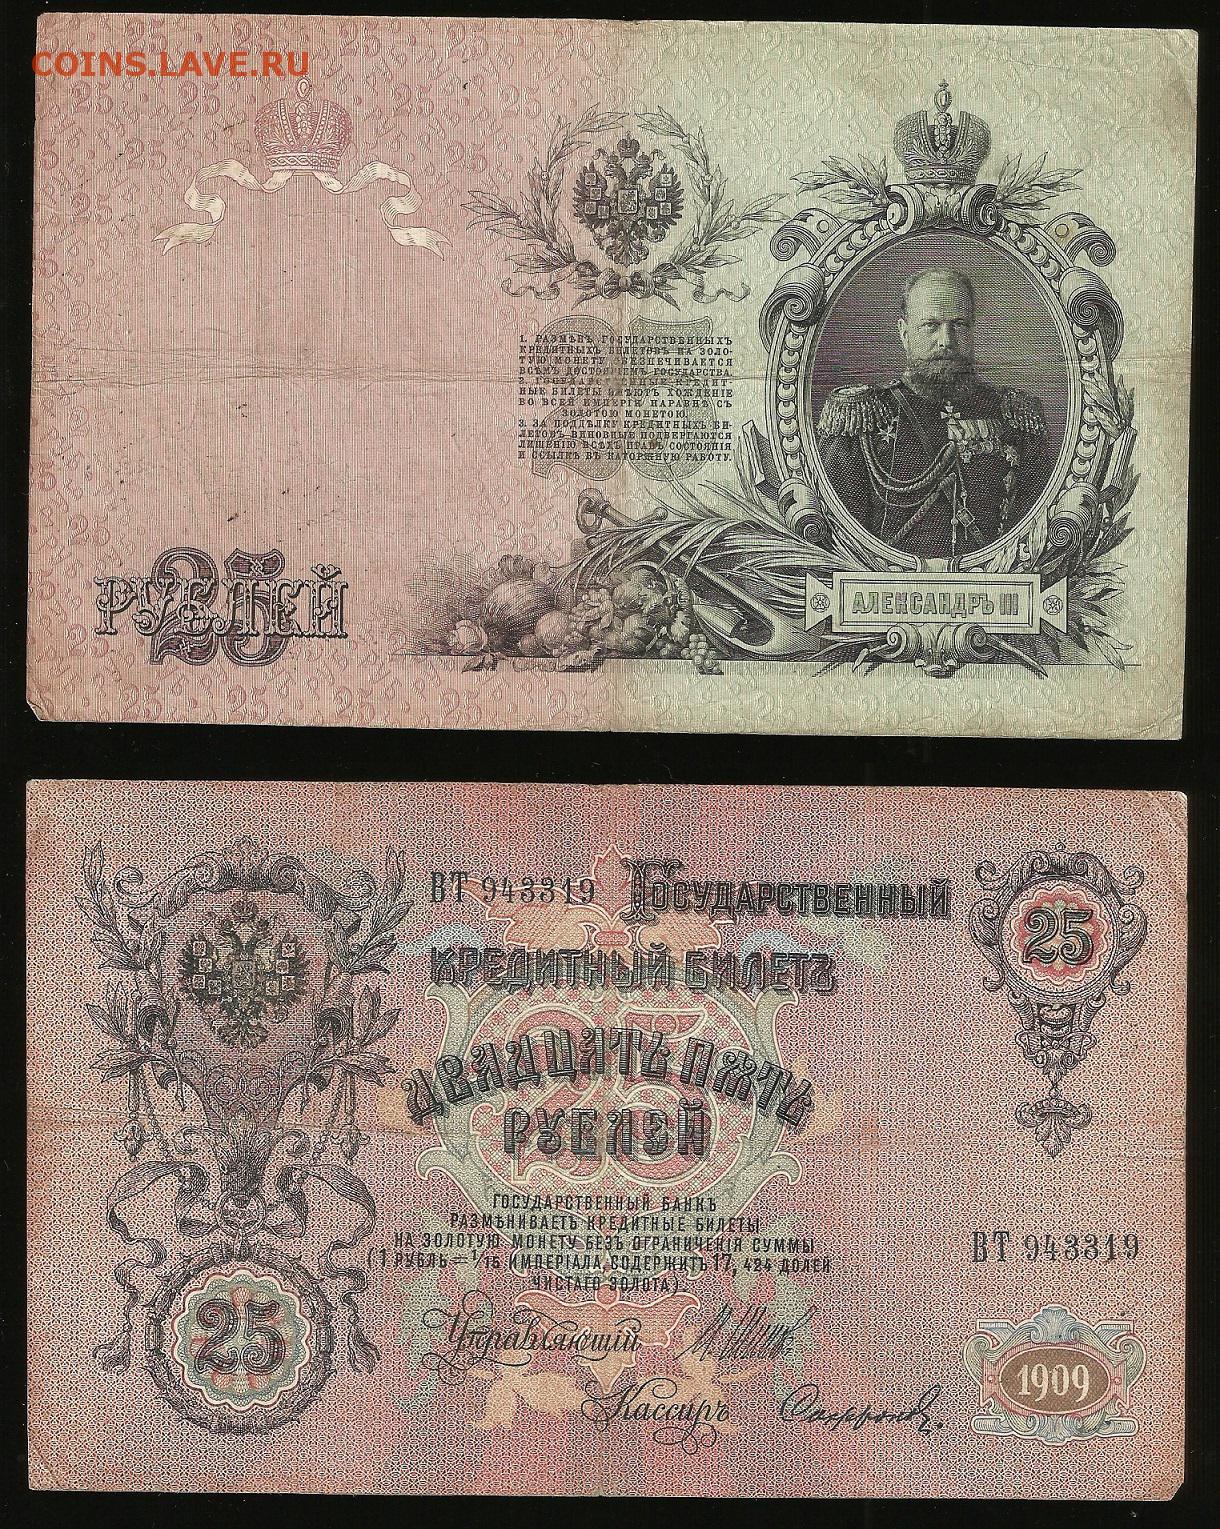 COINS.LAVE.RU
1. РАЗМѢНЪ ГОСУДАРСТВЕННЫХЪ
КРЕДИТНЫХЪ БИЛЕТОВЪ НА ЗОЛО-
ТУЮ МОНЕТУ ОБЕЗПЕЧИВАЕТСЯ
ВСѢМЪ ДОСТОЯНІЕМЪ ГОСУДАРСТВА.
2. ГОСУДАРСТВЕННЫЕ КРЕДИТ-
НЫЕ БИЛЕТЫ ИМѢЮТЪ ХОЖДЕНІЕ
ВО ВСЕЙ ИМПЕРІИ НАРАВНѢ СЪ
ЗОЛОТОЮ МОНЕТОЮ.
3. ЗА ПОДДѢЛКУ КРЕДИТНЫХЪ БИ-
ЛЕТОВЪ ВИНОВНЫЕ ПОДВЕРГАЮТСЯ
ЛИШЕНІЮ ВСѢХЪ ПРАВЪ СОСТОЯНІЯ
И ССЫЛКѢ ВЪ КАТОРЖНУЮ РАБОТУ.
25
РУБЛЕЙ
АЛЕКСАНДРЪ III
ВТ 943319 ГОСУДАРСТВЕННЫЙ
КРЕДИТНЫЙ БИЛЕТЪ
25
ДВАДЦАТЬ ПЯТЬ
РУБЛЕЙ
ГОСУДАРСТВЕННЫЙ БАНКЪ
РАЗМѢНИВАЕТЪ КРЕДИТНЫЕ БИЛЕТЫ
НА ЗОЛОТУЮ МОНЕТУ БЕЗЪ ОГРАНИЧЕНІЯ СУММЫ
(1 РУБЛЬ = 1/15 ИМПЕРІАЛА, СОДЕРЖИТЪ 17, 424 ДОЛЕЙ
ЧИСТАГО ЗОЛОТА)
ВТ 943319
25
Управляющій
Кассиръ
1909